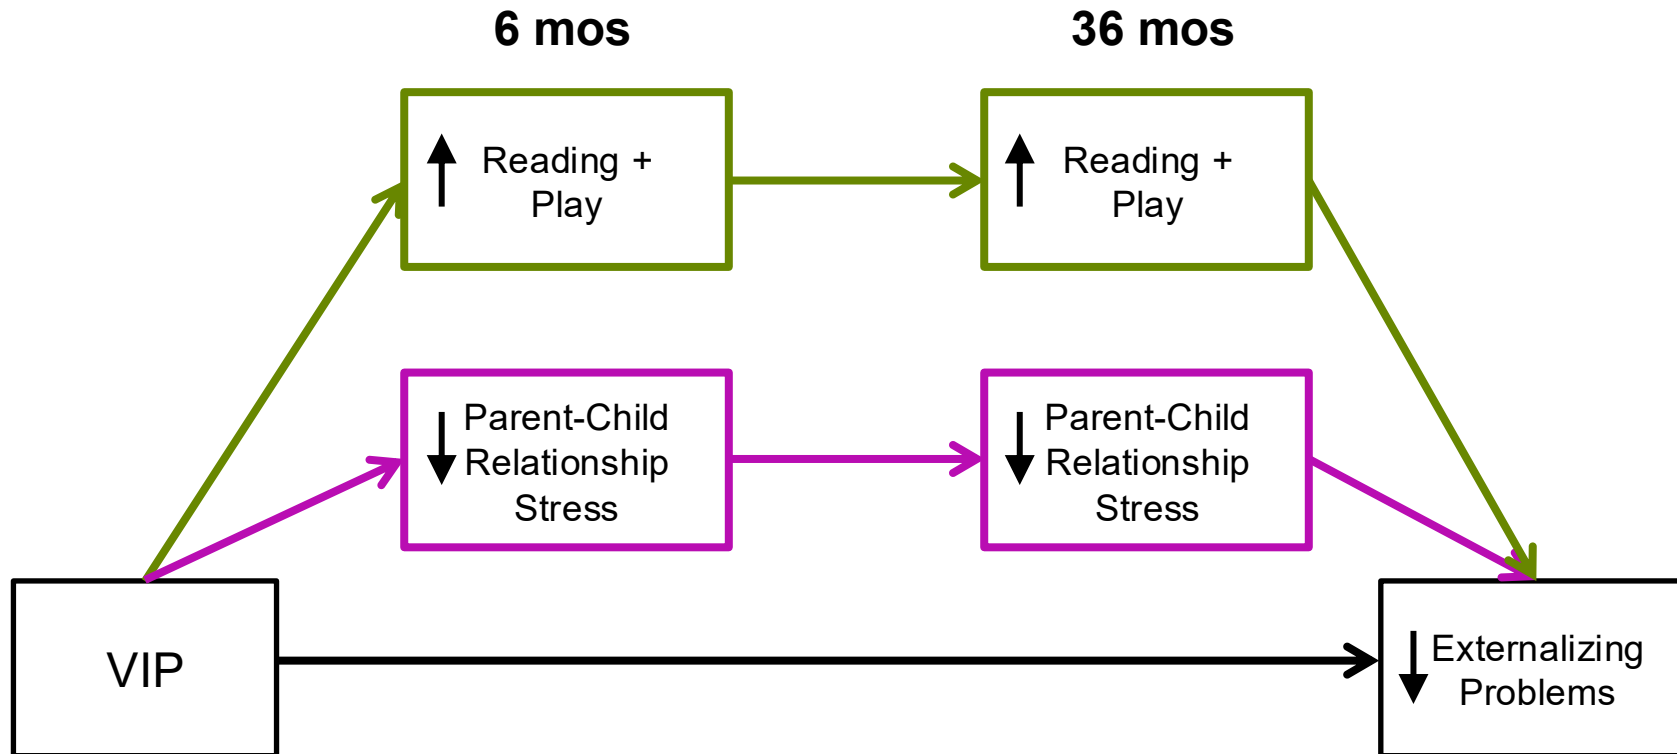 6 mos
36 mos
Reading +
Play
Reading +
Play
Parent-Child
Relationship
Stress
Parent-Child
Relationship
Stress
VIP
Externalizing
Problems